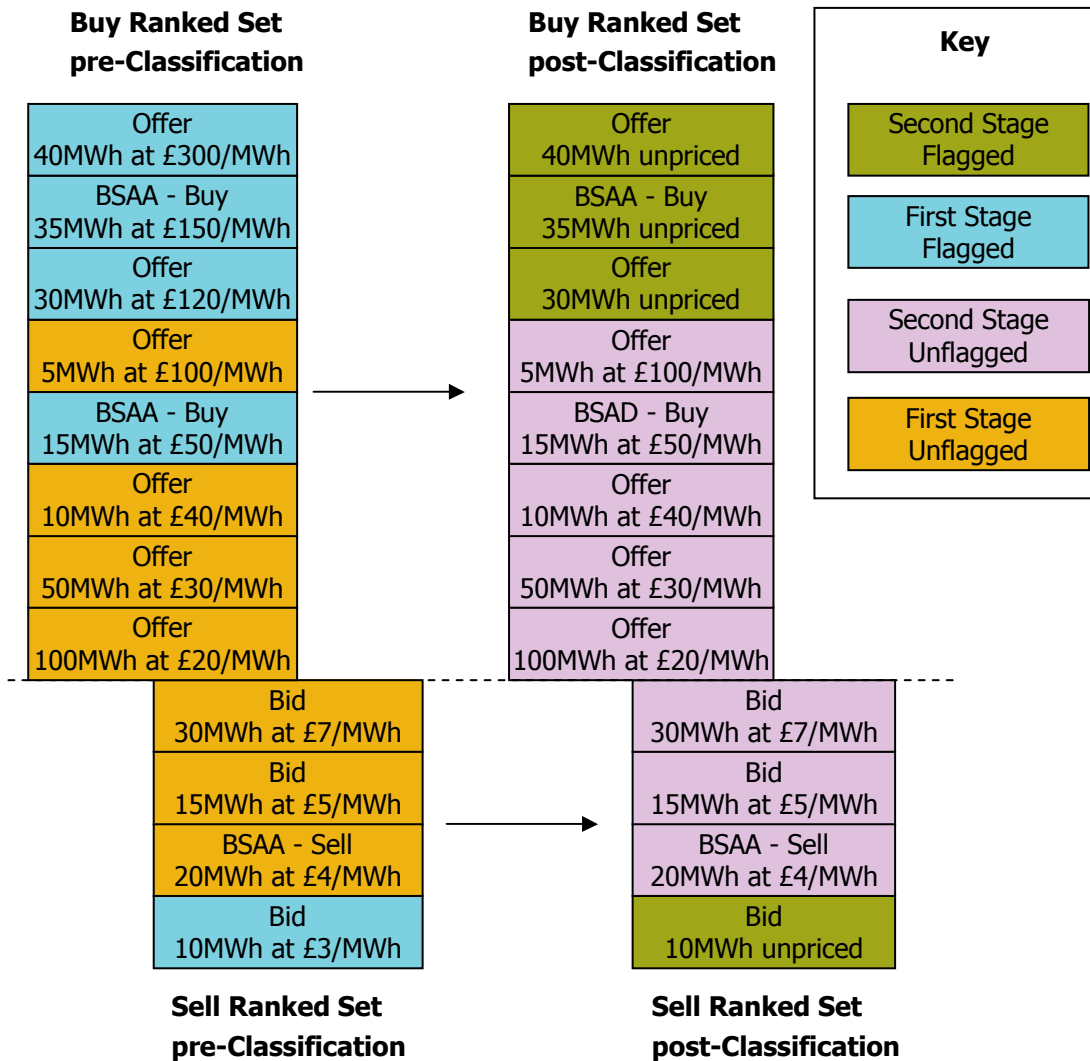 Buy Ranked Set
pre-Classification
Offer
40MWh at £300/MWh
BSAA - Buy
35MWh at £150/MWh
Offer
30MWh at £120/MWh
Offer
5MWh at £100/MWh
BSAA - Buy
15MWh at £50/MWh
Offer
10MWh at £40/MWh
Offer
50MWh at £30/MWh
Offer
100MWh at £20/MWh
Bid
30MWh at £7/MWh
Bid
15MWh at £5/MWh
BSAA - Sell
20MWh at £4/MWh
Bid
10MWh at £3/MWh
Sell Ranked Set
pre-Classification
Buy Ranked Set
post-Classification
Offer
40MWh unpriced
BSAA - Buy
35MWh unpriced
Offer
30MWh unpriced
Offer
5MWh at £100/MWh
BSAD - Buy
15MWh at £50/MWh
Offer
10MWh at £40/MWh
Offer
50MWh at £30/MWh
Offer
100MWh at £20/MWh
Bid
30MWh at £7/MWh
Bid
15MWh at £5/MWh
BSAA - Sell
20MWh at £4/MWh
Bid
10MWh unpriced
Sell Ranked Set
post-Classification
Key
Second Stage
Flagged
First Stage
Flagged
Second Stage
Unflagged
First Stage
Unflagged